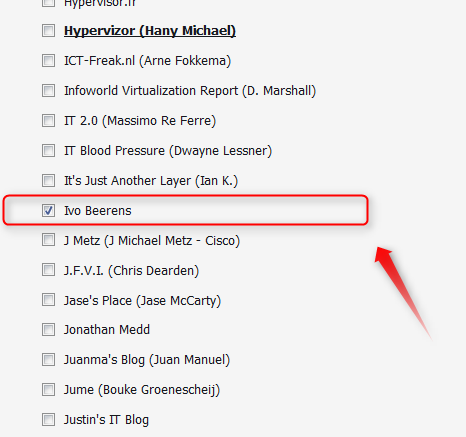 Hypervisor.fr
Hypervizor (Hany Michael)
ICT-Freak.nl (Arne Fokkema)
Infoworld Virtualization Report (D. Marshall)
IT 2.0 (Massimo Re Ferre)
IT Blood Pressure (Dwayne Lessner)
It's Just Another Layer (Ian K.)
Ivo Beerens
J Metz (J Michael Metz - Cisco)
J.F.V.I. (Chris Dearden)
Jase's Place (Jase McCarty)
Jonathan Medd
Juanma's Blog (Juan Manuel)
Jume (Bouke Groenescheij)
Justin's IT Blog